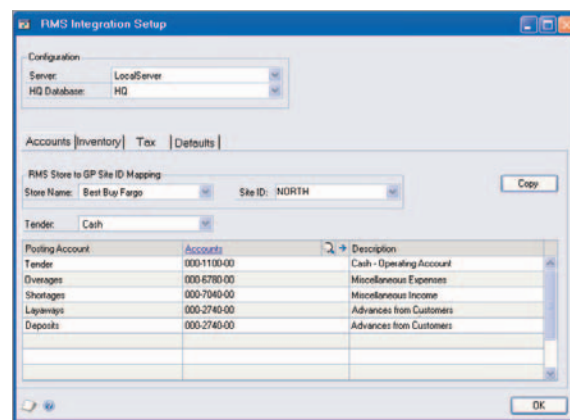 RMS Integration Setup
Configuration
Server: LocalServer
HQ Database: HQ
Accounts Inventory Tax Defaults
RMS Store to GP Site ID Mapping
Store Name: Best Buy Fargo Site ID: NORTH Copy
Tender: Cash
Posting Account Accounts Description
Tender 000-1100-00 Cash - Operating Account
Overages 000-6780-00 Miscellaneous Expenses
Shortages 000-7040-00 Miscellaneous Income
Layaways 000-2740-00 Advances from Customers
Deposits 000-2740-00 Advances from Customers
OK